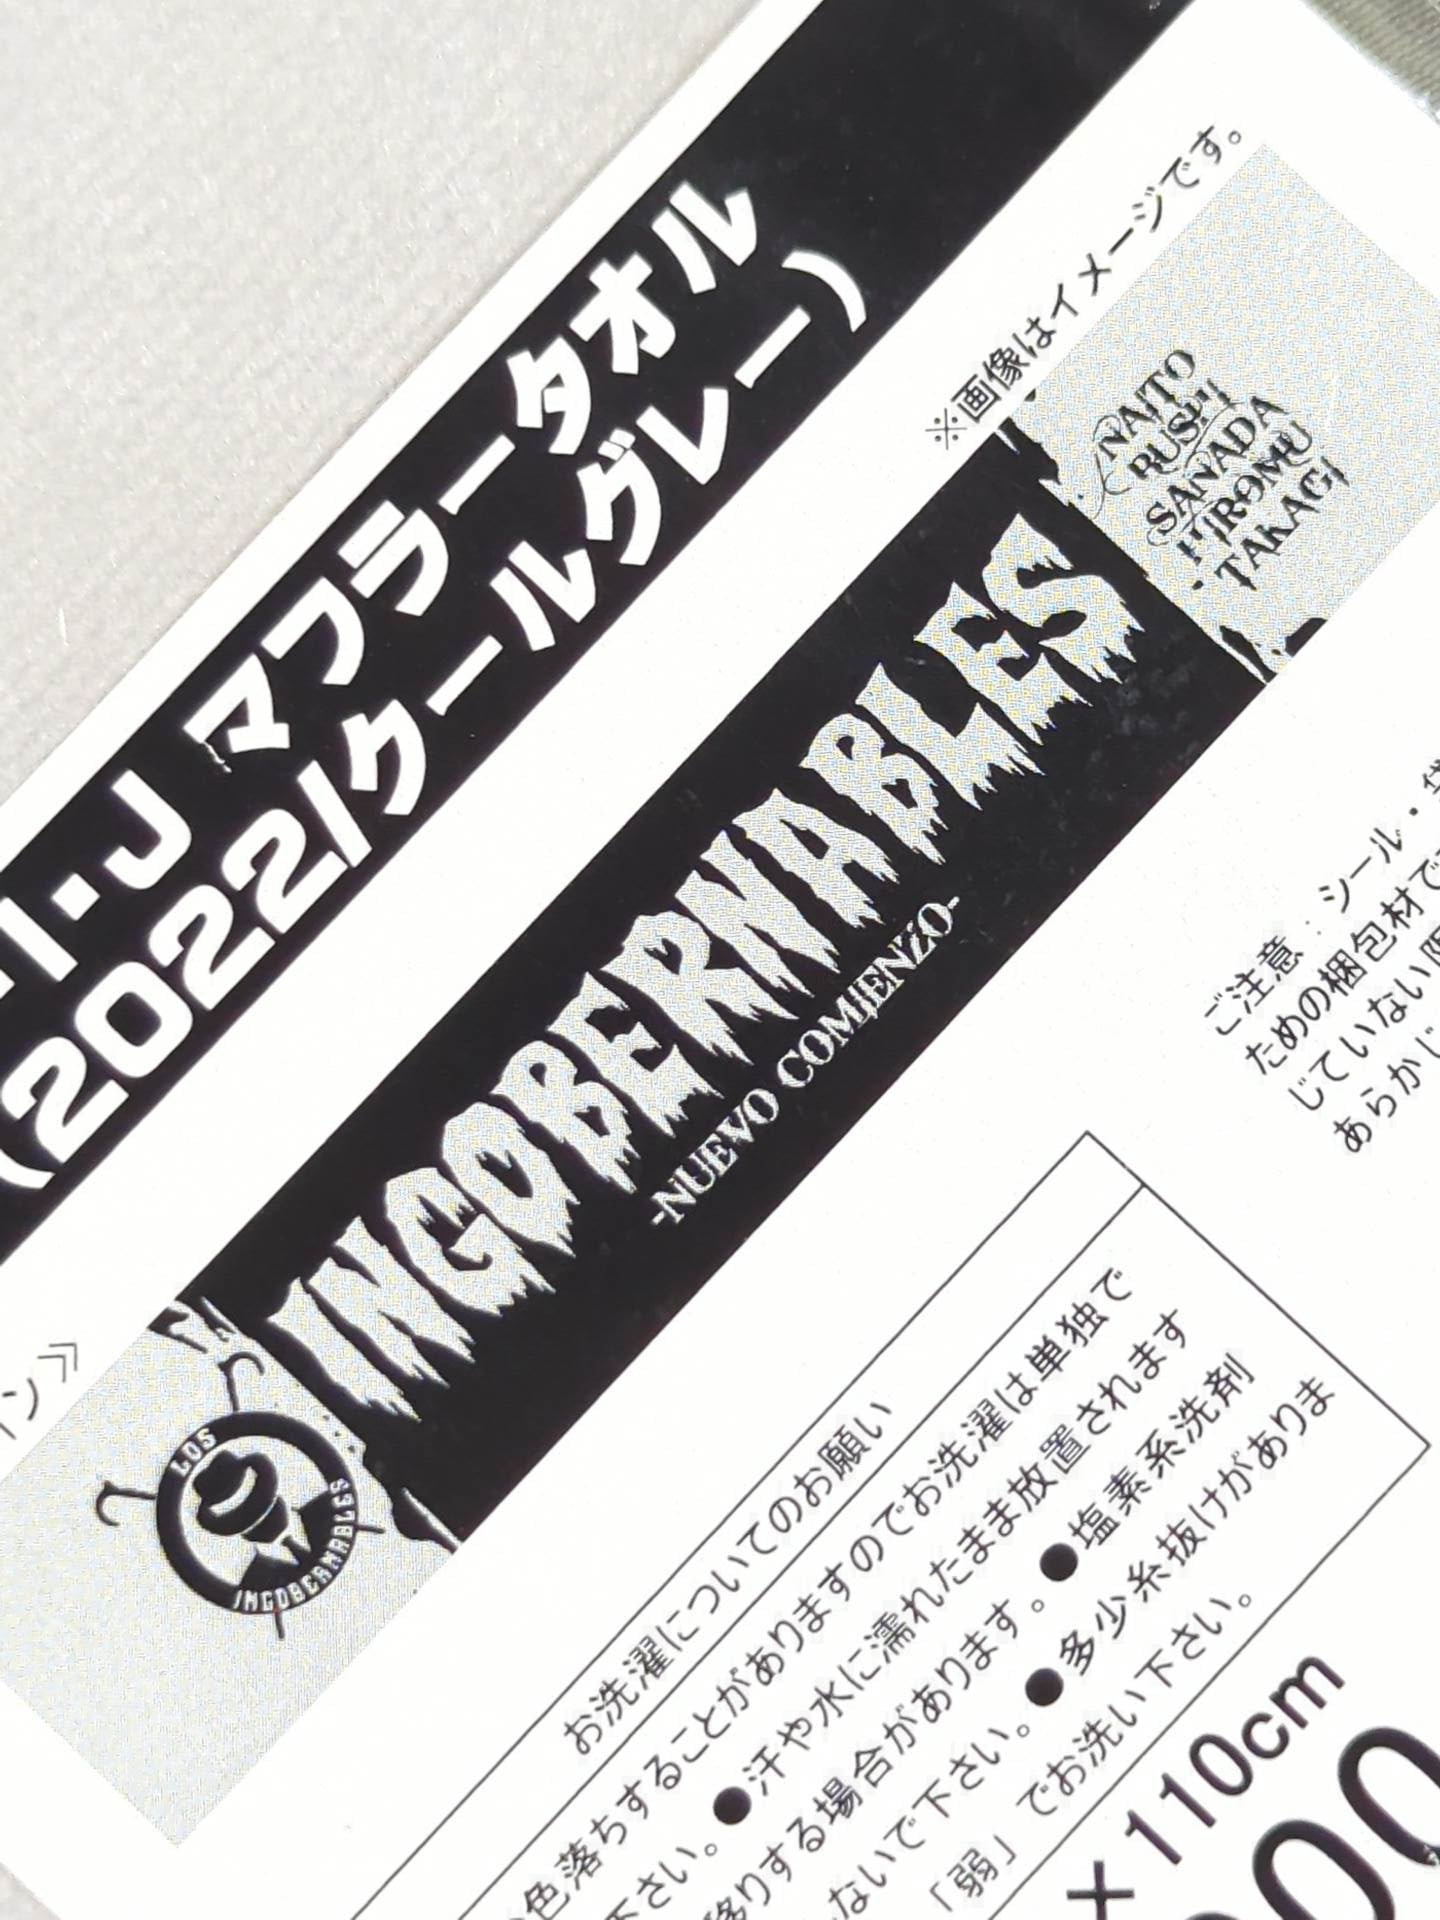 I・J マフラータオル
(2022/クールグレー)
イン》
※画像はイメージです。
LOS
INGOBERNABLES
INGOBERNABLES
-NUEVO COMIENZO-
NAITO
BUSHI
SANADA
HIROMU
TAKAGI
ご注意:シール・袋
ための梱包材で
じていない限
あらかじ
お洗濯についてのお願い
色落ちすることがありますのでお洗濯は単独で
下さい。●汗や水に濡れたまま放置されます
移りする場合があります。●塩素系洗剤
ないで下さい。●多少糸抜けがありま
「弱」でお洗い下さい。
×110cm
00